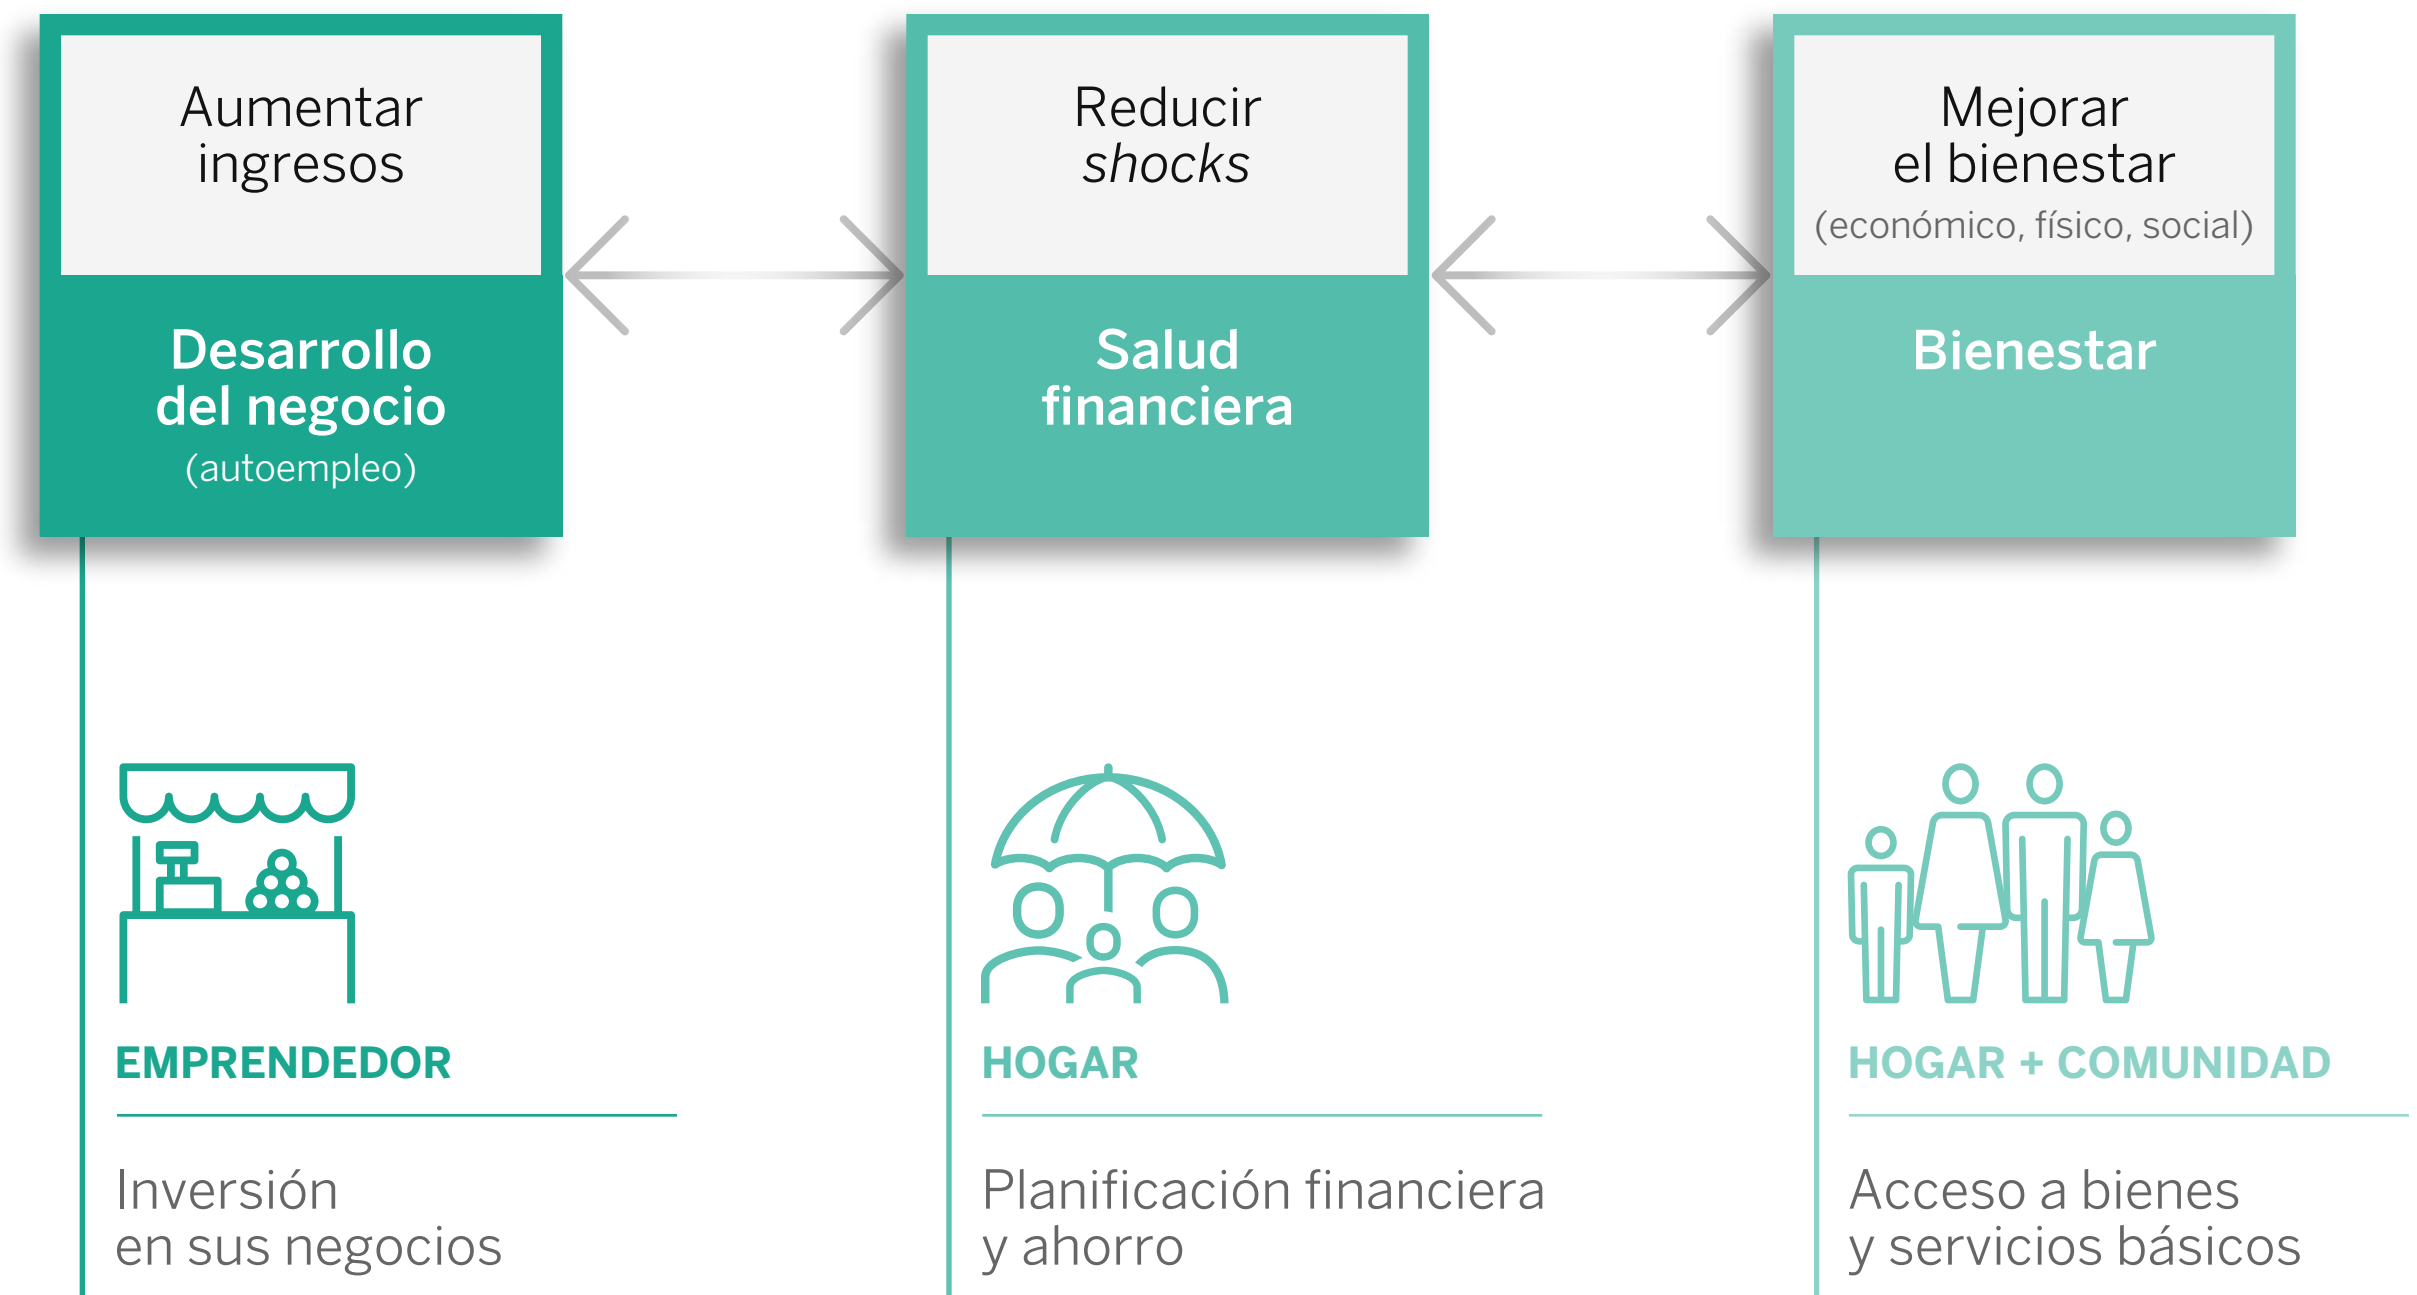 Aumentar
ingresos
Desarrollo
del negocio
(autoempleo)
EMPRENDEDOR
Inversión
en sus negocios
Reducir
shocks
Salud
financiera
HOGAR
Planificación financiera
y ahorro
Mejorar
el bienestar
(económico, físico, social)
Bienestar
HOGAR + COMUNIDAD
Acceso a bienes
y servicios básicos